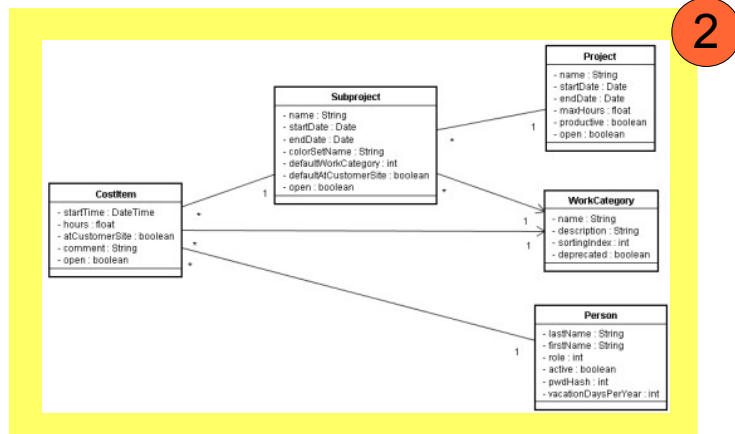 2
Project
- name : String
- startDate : Date
- endDate : Date
- maxHours : float
- productive : boolean
- open : boolean
Subproject
- name : String
- startDate : Date
- endDate : Date
- colorSetName : String
- defaultWorkCategory : int
- defaultAtCustomerSite : boolean
- open : boolean
1
*
*
CostItem
- startTime : DateTime
- hours : float
- atCustomerSite : boolean
- comment : String
- open : boolean
1
*
*
*
WorkCategory
- name : String
- description : String
- sortingIndex : int
- deprecated : boolean
1
1
Person
- lastName : String
- firstName : String
- role : int
- active : boolean
- pwdHash : int
- vacationDaysPerYear : int
1